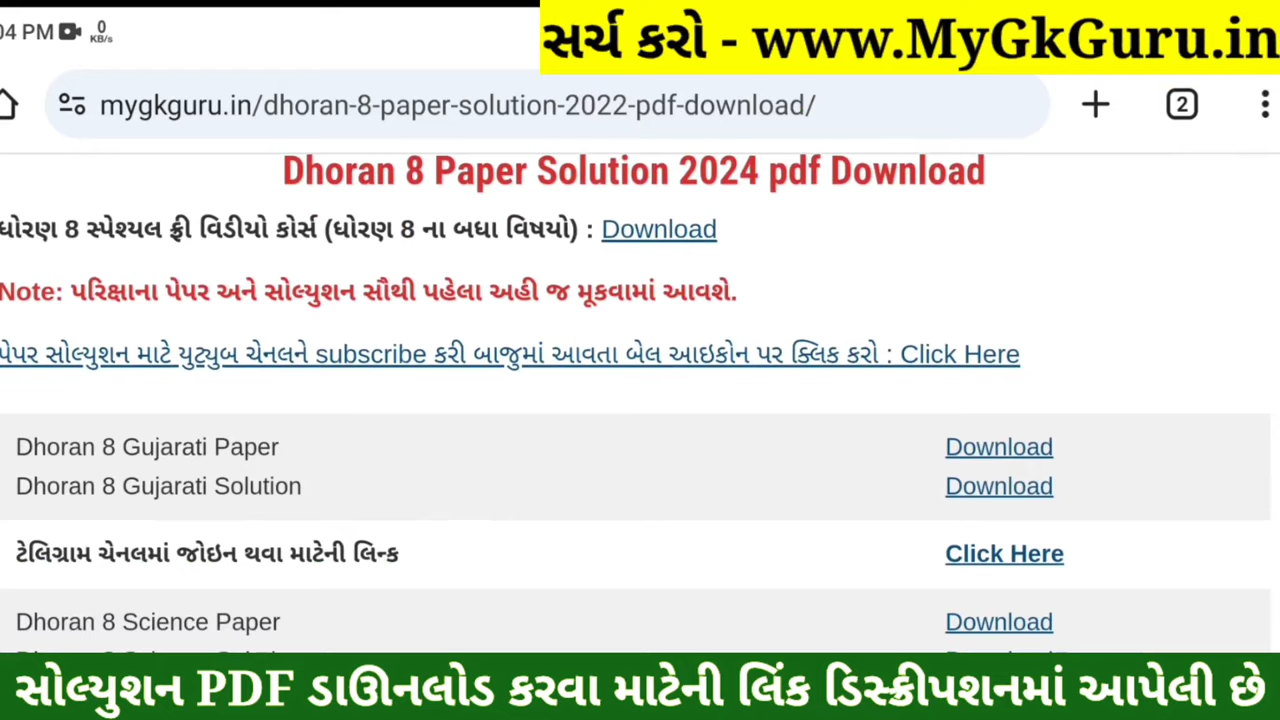 04 PM 0 KB/s
સર્ચ કરો - www.MyGkGuru.in
mygkguru.in/dhoran-8-paper-solution-2022-pdf-download/ 2
Dhoran 8 Paper Solution 2024 pdf Download
ધોરણ 8 સ્પેશ્યલ ફ્રી વિડીયો કોર્સ (ધોરણ 8 ના બધા વિષયો) : Download
Note: પરિક્ષાના પેપર અને સોલ્યુશન સૌથી પહેલા અહી જ મૂકવામાં આવશે.
પેપર સોલ્યુશન માટે યુટ્યુબ ચેનલને subscribe કરી બાજુમાં આવતા બેલ આઇકોન પર ક્લિક કરો : Click Here
Dhoran 8 Gujarati Paper Download
Dhoran 8 Gujarati Solution Download
ટેલિગ્રામ ચેનલમાં જોઇન થવા માટેની લિન્ક Click Here
Dhoran 8 Science Paper Download
સોલ્યુશન PDF ડાઊનલોડ કરવા માટેની લિંક ડિસ્ક્રીપશનમાં આપેલી છે